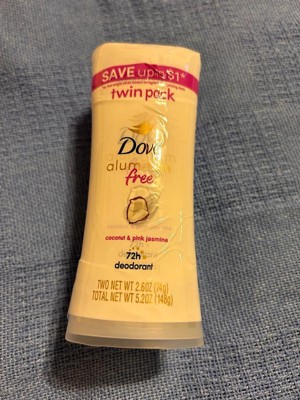 SAVE up to $1*
twin pack
Dove
free
coconut & pink jasmine
72h
deodorant
TWO NET WT 2.6OZ (74g)
TOTAL NET WT 5.2OZ (148g)